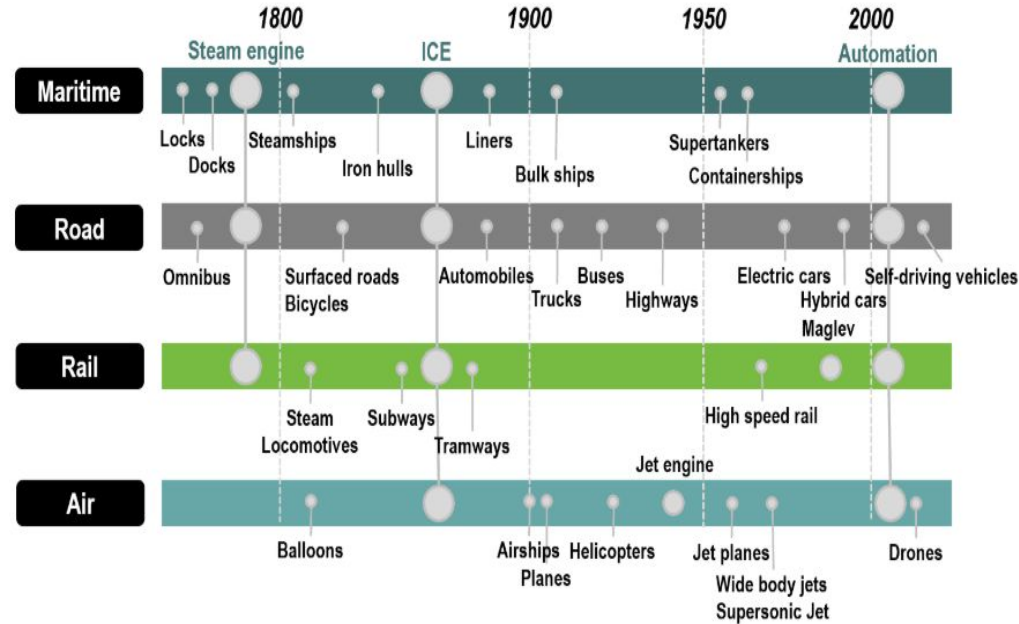 1800
1900
1950
2000
Steam engine
ICE
Automation
Maritime
Locks
Docks
Steamships
Iron hulls
Liners
Bulk ships
Supertankers
Containerships
Road
Omnibus
Surfaced roads
Bicycles
Automobiles
Trucks
Buses
Highways
Electric cars
Hybrid cars
Self-driving vehicles
Maglev
Rail
Steam
Locomotives
Subways
Tramways
High speed rail
Jet engine
Air
Balloons
Airships
Planes
Helicopters
Jet planes
Wide body jets
Supersonic Jet
Drones